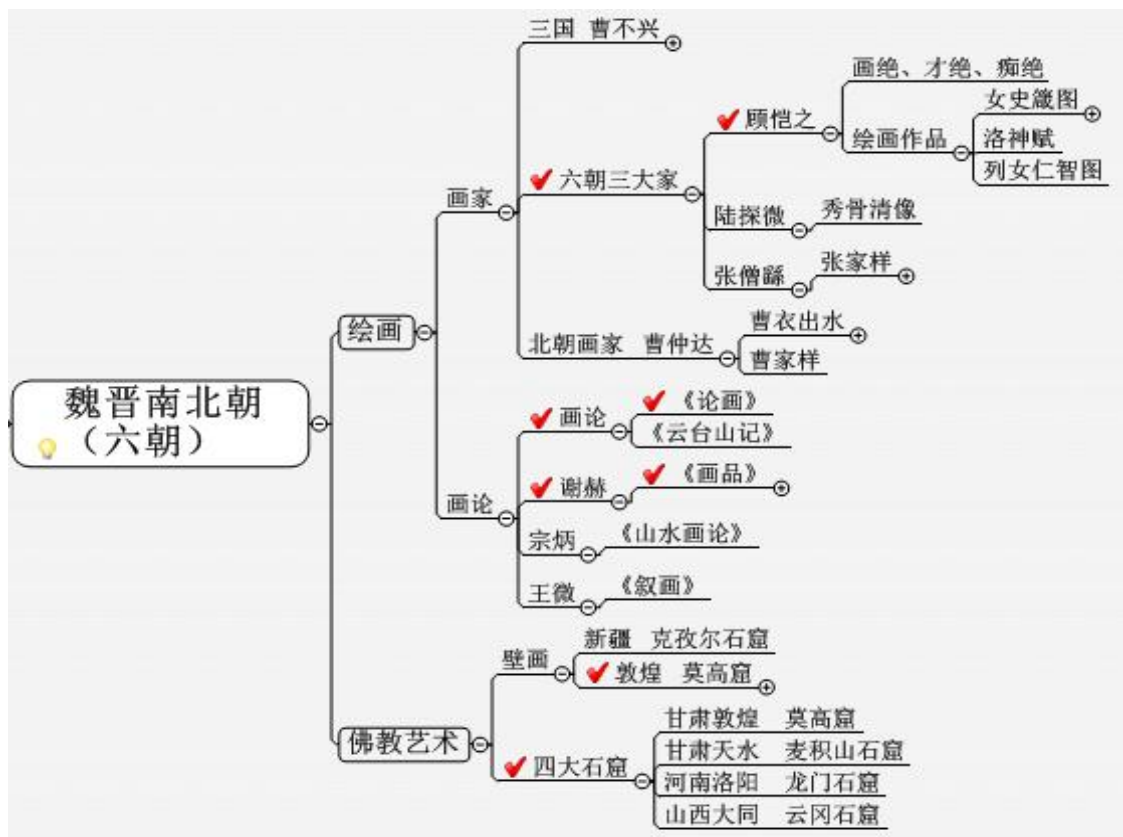 三国 曹不兴
画绝、才绝、痴绝
女史箴图
顾恺之
绘画作品
洛神赋
列女仁智图
六朝三大家
画家
陆探微
秀骨清像
张僧繇
张家样
绘画
北朝画家 曹仲达
曹衣出水
曹家样
魏晋南北朝
（六朝）
画论
《论画》
《云台山记》
谢赫
《画品》
画论
宗炳
《山水画论》
王微
《叙画》
壁画
新疆 克孜尔石窟
敦煌 莫高窟
佛教艺术
四大石窟
甘肃敦煌 莫高窟
甘肃天水 麦积山石窟
河南洛阳 龙门石窟
山西大同 云冈石窟